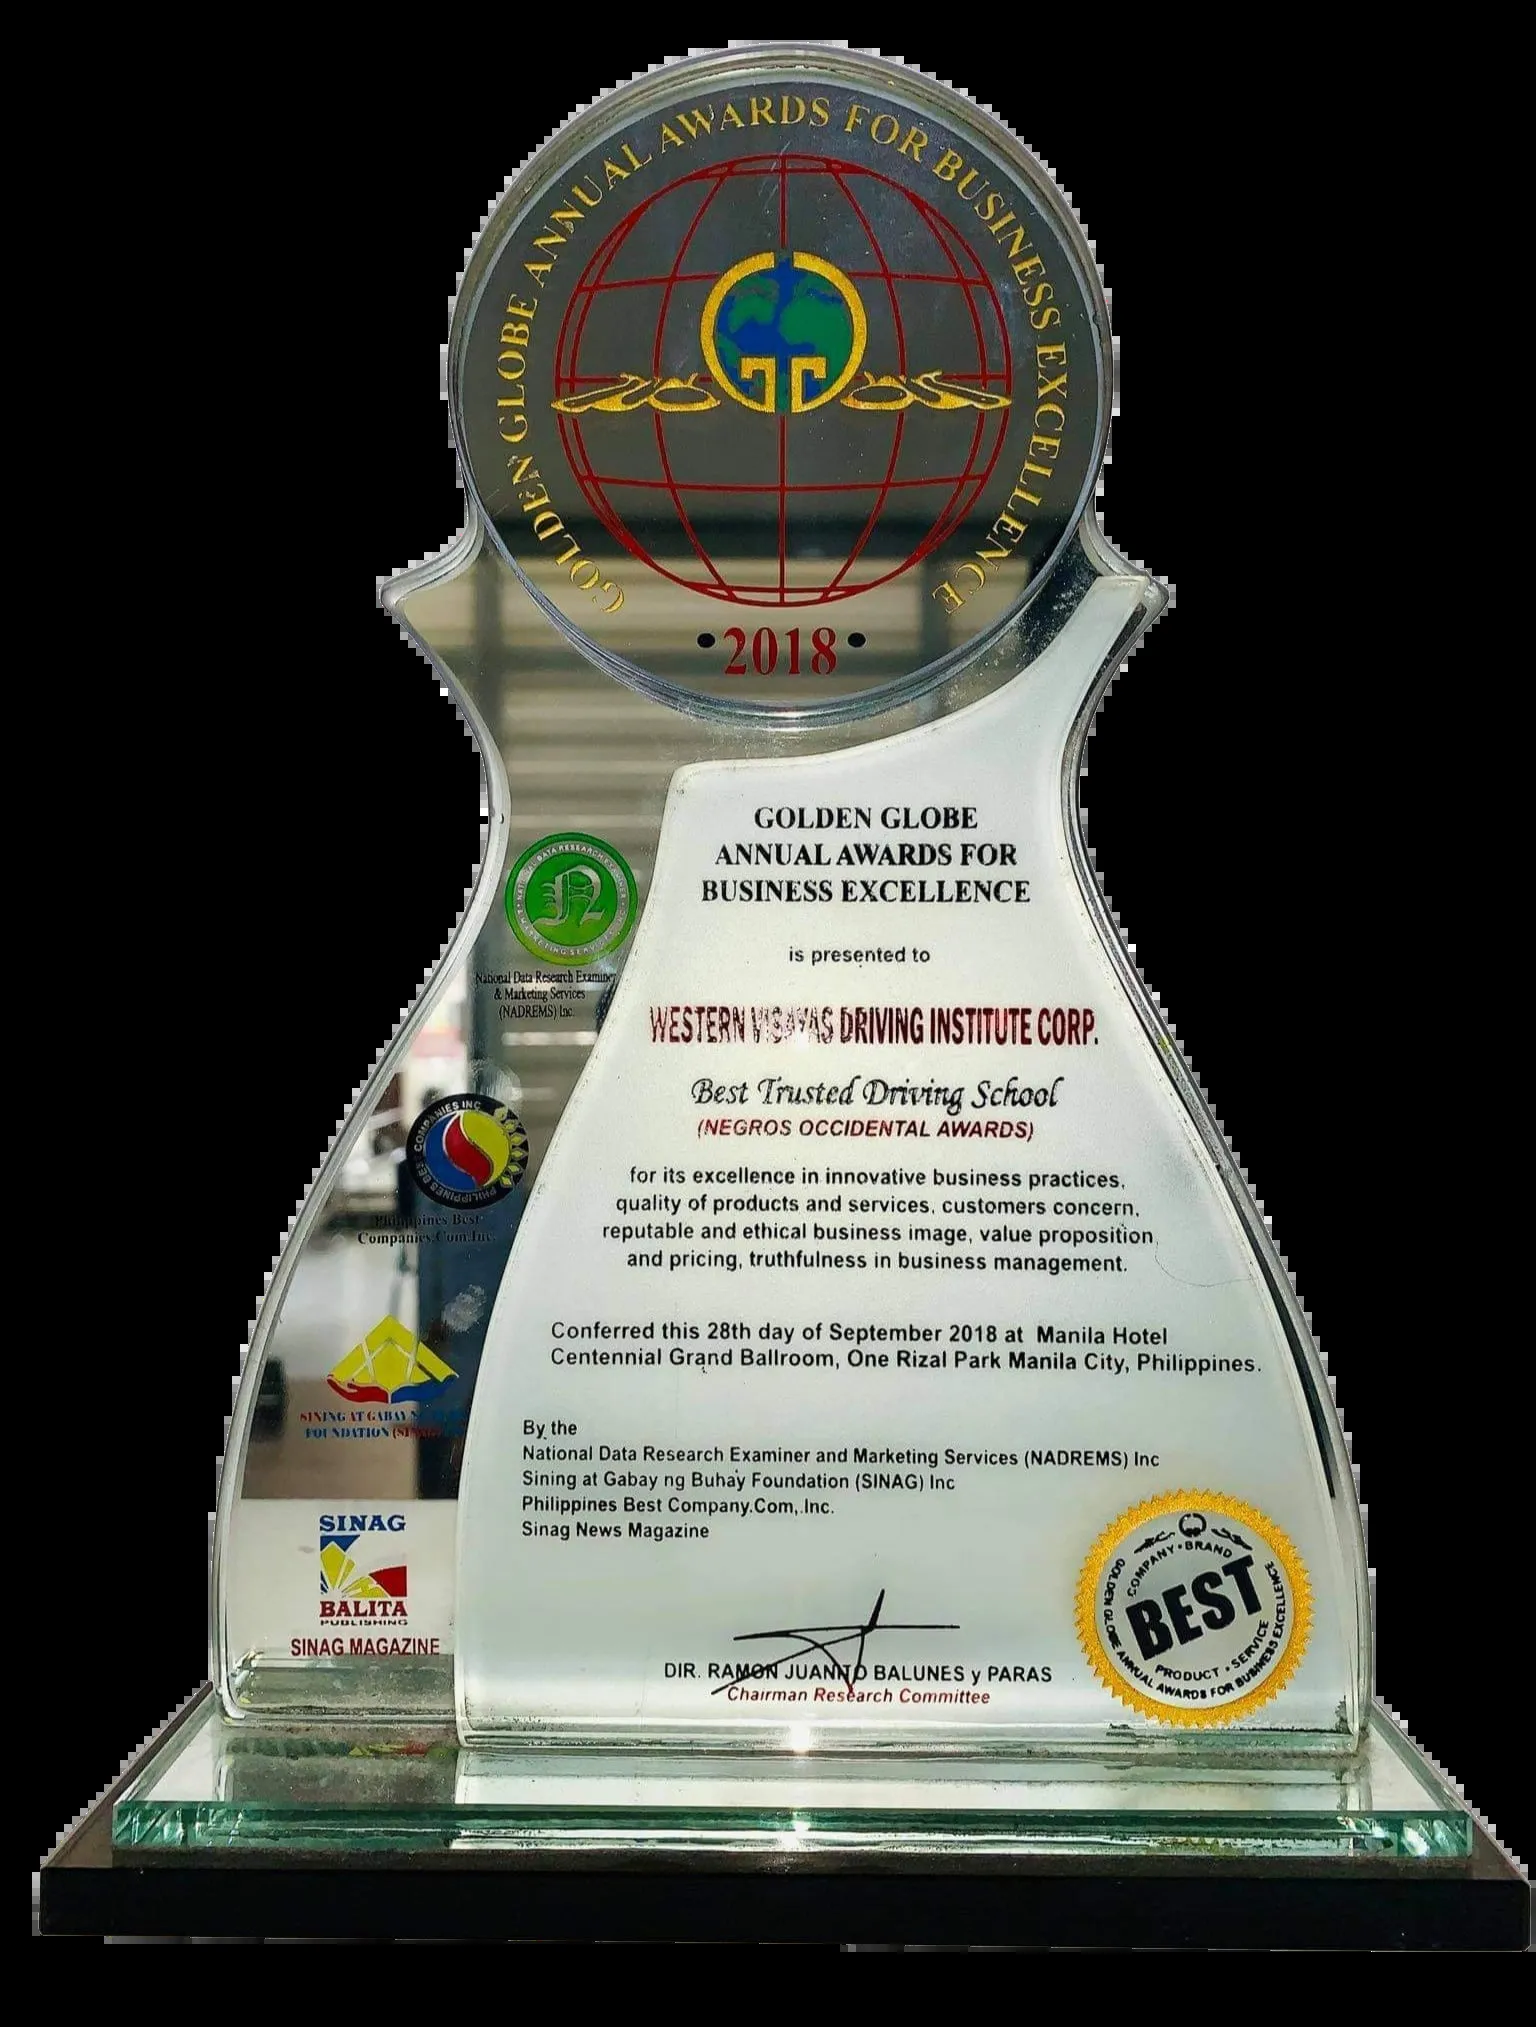 GOLDEN GLOBE ANNUAL AWARDS FOR BUSINESS EXCELLENCE
•2018•
GOLDEN GLOBE
ANNUAL AWARDS FOR
BUSINESS EXCELLENCE
is presented to
WESTERN VISAYAS DRIVING INSTITUTE CORP.
Best Trusted Driving School
(NEGROS OCCIDENTAL AWARDS)
for its excellence in innovative business practices,
quality of products and services, customers concern,
reputable and ethical business image, value proposition
and pricing, truthfulness in business management.
Conferred this 28th day of September 2018 at Manila Hotel
Centennial Grand Ballroom, One Rizal Park Manila City, Philippines.
By the
National Data Research Examiner and Marketing Services (NADREMS) Inc
Sining at Gabay ng Buhay Foundation (SINAG) Inc
Philippines Best Company.Com,.Inc.
Sinag News Magazine
DIR. RAMON JUANITO BALUNES y PARAS
Chairman Research Committee
National Data Research Examiner
& Marketing Services
(NADREMS) Inc.
PHILIPPINES BEST COMPANIES INC
Philippines Best
Companies.Com.Inc.
SINING AT GABAY
FOUNDATION
SINAG
BALITA
PUBLISHING
SINAG MAGAZINE
COMPANY • BRAND
BEST
PRODUCT • SERVICE
GOLDEN GLOBE ANNUAL AWARDS FOR BUSINESS EXCELLENCE